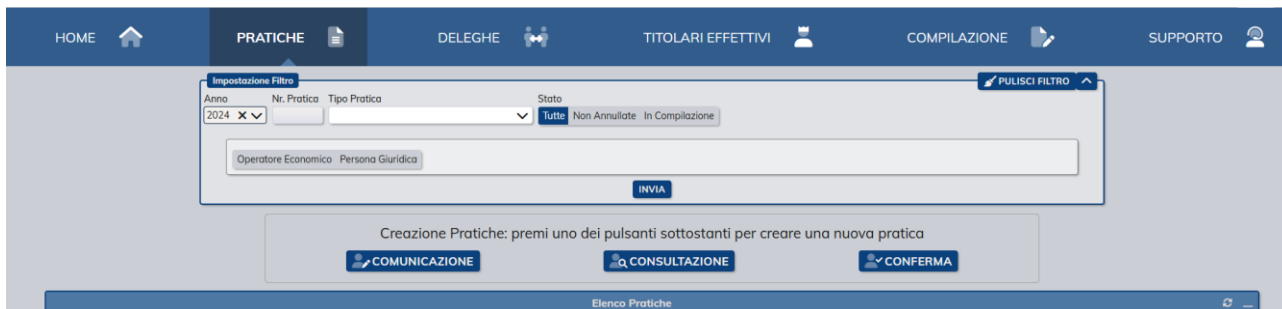 HOME PRATICHE DELEGHE TITOLARI EFFETTIVI COMPILAZIONE SUPPORTO
Impostazione Filtro PULISCI FILTRO
Anno Nr. Pratica Tipo Pratica Stato
2024 Tutte Non Annullate In Compilazione
Operatore Economico Persona Giuridica
INVIA
Creazione Pratiche: premi uno dei pulsanti sottostanti per creare una nuova pratica
COMUNICAZIONE CONSULTAZIONE CONFERMA
Elenco Pratiche